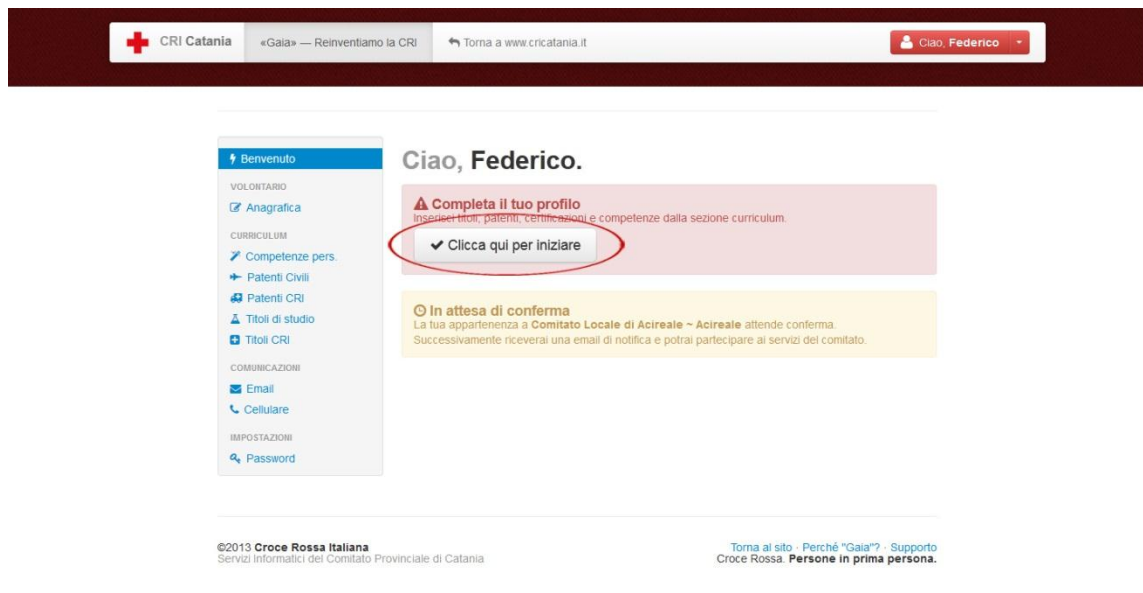 CRI Catania
«Gaia» — Reinventiamo la CRI
Torna a www.cricatania.it
Ciao, Federico
Benvenuto
VOLONTARIO
Anagrafica
CURRICULUM
Competenze pers.
Patenti Civili
Patenti CRI
Titoli di studio
Titoli CRI
COMUNICAZIONI
Email
Cellulare
IMPOSTAZIONI
Password
Ciao, Federico.
Completa il tuo profilo
Inserisci titoli, patenti, certificazioni e competenze dalla sezione curriculum.
Clicca qui per iniziare
In attesa di conferma
La tua appartenenza a Comitato Locale di Acireale ~ Acireale attende conferma.
Successivamente riceverai una email di notifica e potrai partecipare ai servizi del comitato.
©2013 Croce Rossa Italiana
Servizi Informatici del Comitato Provinciale di Catania
Torna al sito · Perché "Gaia"? · Supporto
Croce Rossa. Persone in prima persona.